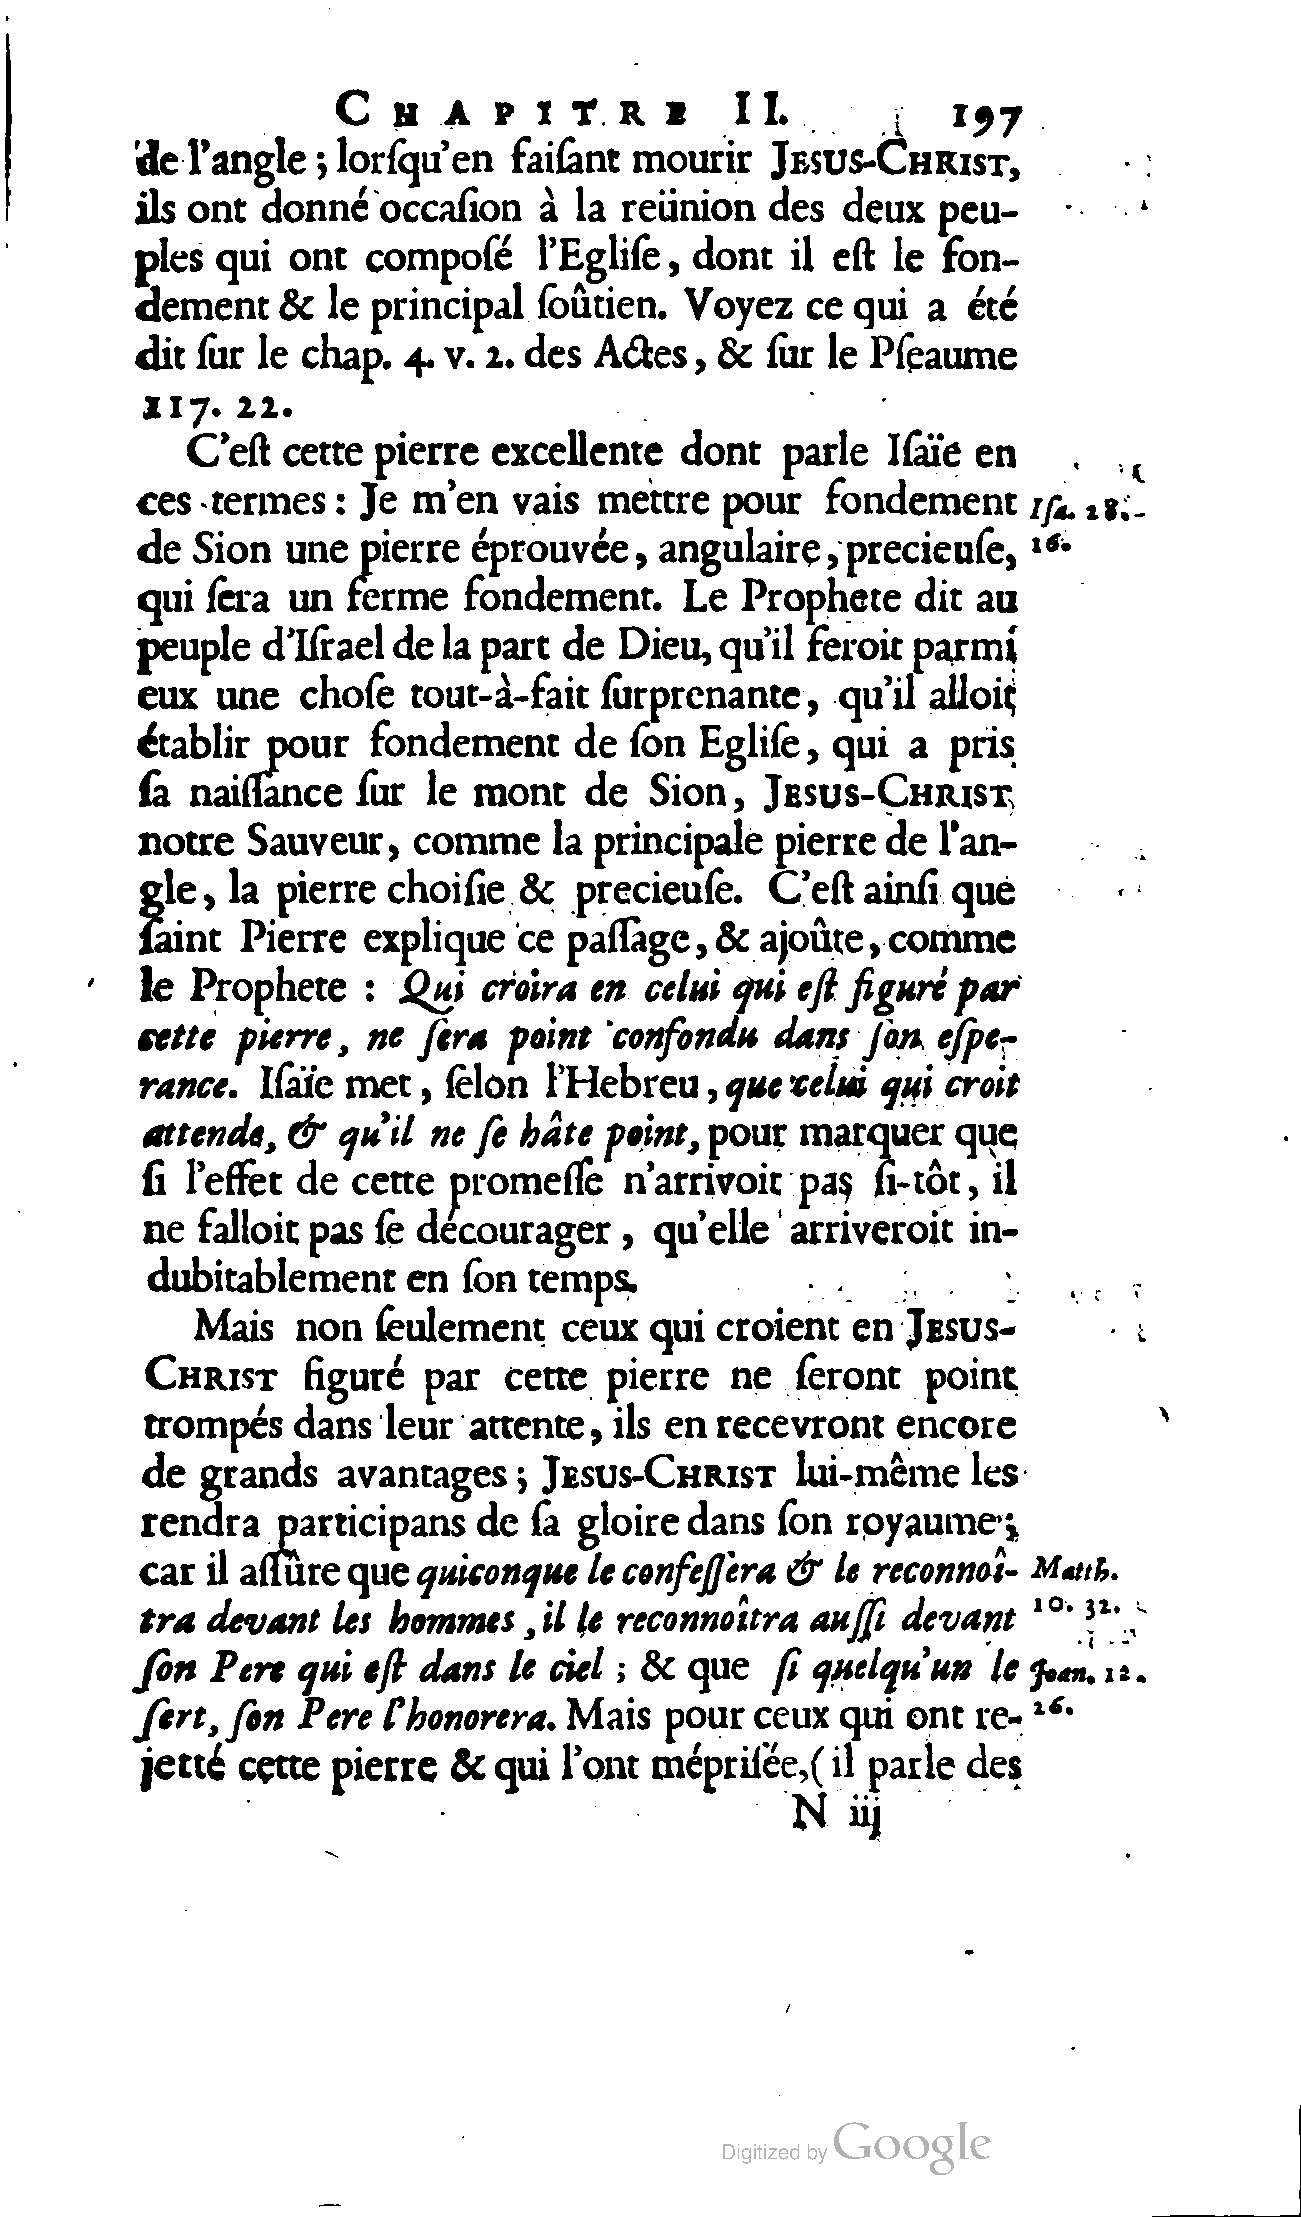 CHAPITRE II. 197
de l'angle ; lorſqu'en faiſant mourir JESUS-CHRIST,
ils ont donné occaſion à la reünion des deux peu-
ples qui ont compoſé l'Egliſe, dont il eſt le fon-
dement & le principal ſoûtien. Voyez ce qui a été
dit ſur le chap. 4. v. 2. des Actes, & ſur le Pſeaume
117. 22.
C'eſt cette pierre excellente dont parle Iſaïe en
ces termes : Je m'en vais mettre pour fondement Iſa. 28.
de Sion une pierre éprouvée, angulaire, precieuſe, 16.
qui ſera un ferme fondement. Le Prophete dit au
peuple d'Iſrael de la part de Dieu, qu'il feroit parmi
eux une choſe tout-à-fait ſurprenante, qu'il alloit
établir pour fondement de ſon Egliſe, qui a pris
ſa naiſſance ſur le mont de Sion, JESUS-CHRIST
notre Sauveur, comme la principale pierre de l'an-
gle, la pierre choiſie & precieuſe. C'eſt ainſi que
ſaint Pierre explique ce paſſage, & ajoûte, comme
le Prophete : Qui croira en celui qui eſt figuré par
cette pierre, ne ſera point confondu dans ſon eſpe-
rance. Iſaïe met, ſelon l'Hebreu, que celui qui croit
attende, & qu'il ne ſe hâte point, pour marquer que
ſi l'effet de cette promeſſe n'arrivoit pas ſi-tôt, il
ne falloit pas ſe décourager, qu'elle arriveroit in-
dubitablement en ſon temps.
Mais non ſeulement ceux qui croient en JESUS-
CHRIST figuré par cette pierre ne ſeront point
trompés dans leur attente, ils en recevront encore
de grands avantages ; JESUS-CHRIST lui-même les
rendra participans de ſa gloire dans ſon royaume ;
car il aſſûre que quiconque le confeſſera & le reconnoî- Matth.
tra devant les hommes, il le reconnoîtra auſſi devant 10. 32.
ſon Pere qui eſt dans le ciel ; & que ſi quelqu'un le Joan. 12.
ſert, ſon Pere l'honorera. Mais pour ceux qui ont re- 26.
jetté cette pierre & qui l'ont mépriſée, ( il parle des
N iij
Digitized by Google